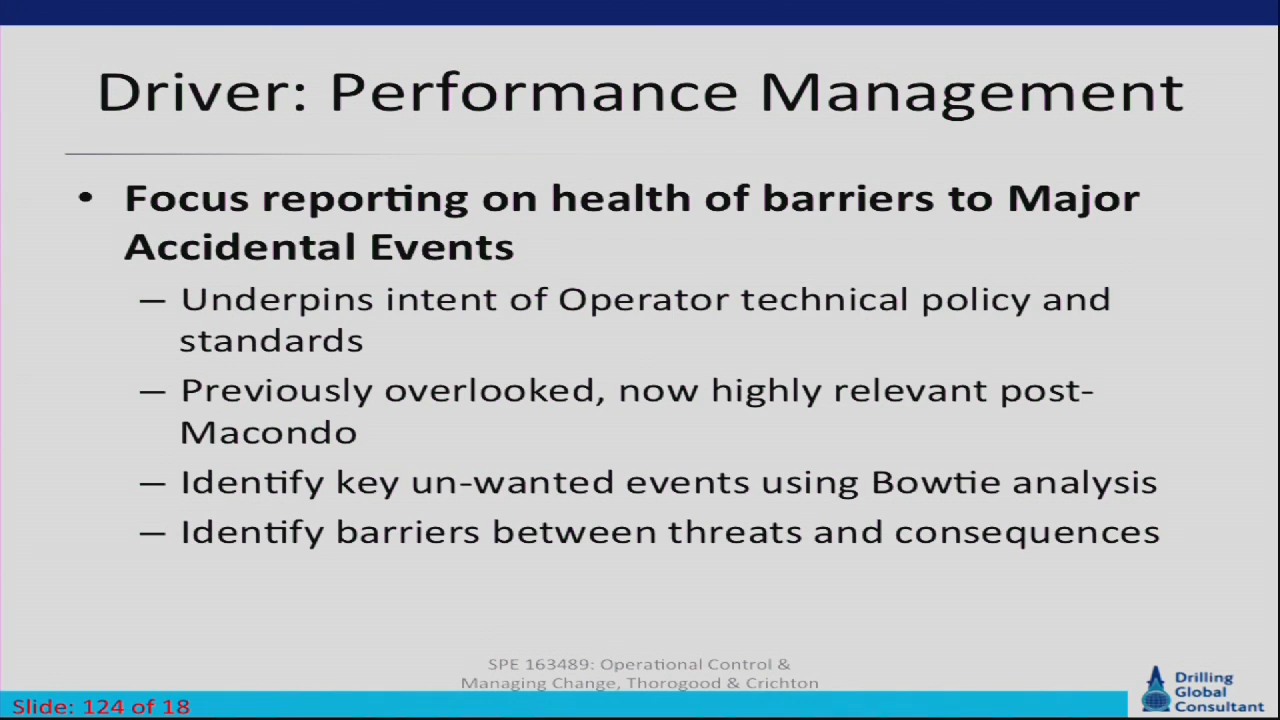 Driver: Performance Management
• Focus reporting on health of barriers to Major
Accidental Events
– Underpins intent of Operator technical policy and
standards
– Previously overlooked, now highly relevant post-
Macondo
– Identify key un-wanted events using Bowtie analysis
– Identify barriers between threats and consequences
SPE 163489: Operational Control &
Managing Change, Thorogood & Crichton
Slide: 124 of 18
Drilling
Global
Consultant